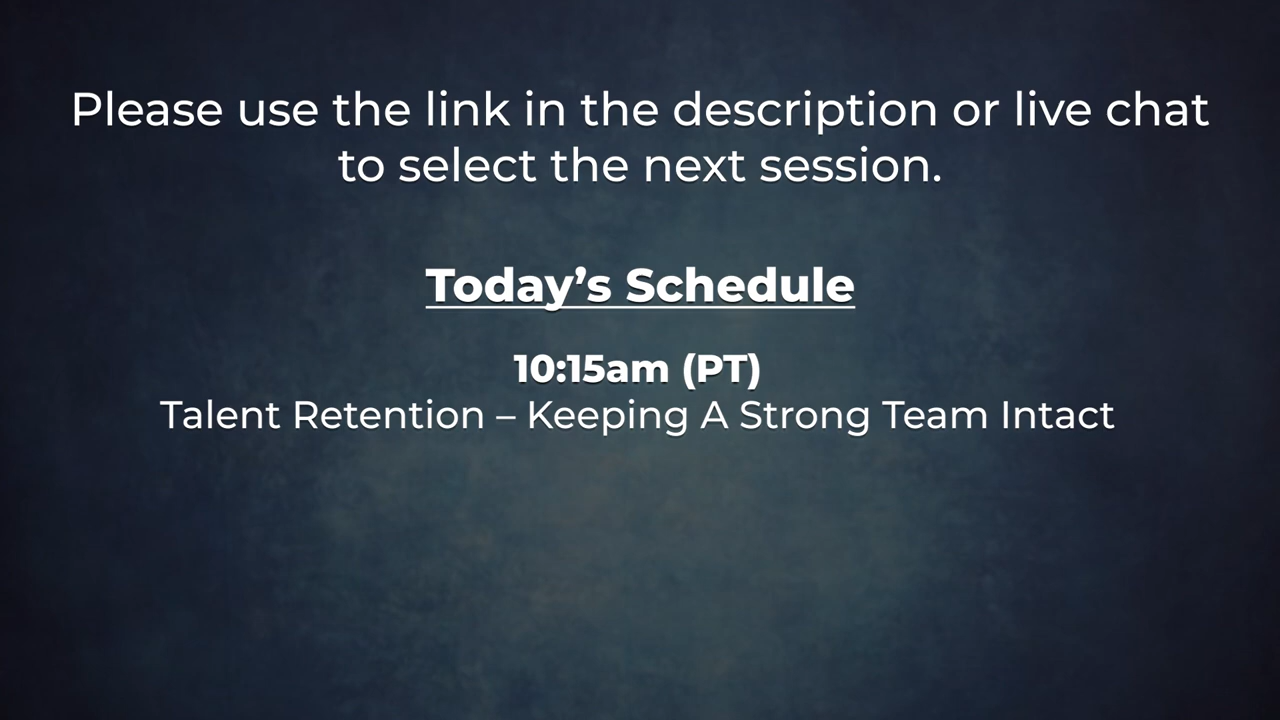 Please use the link in the description or live chat
to select the next session.
Today’s Schedule
10:15am (PT)
Talent Retention – Keeping A Strong Team Intact